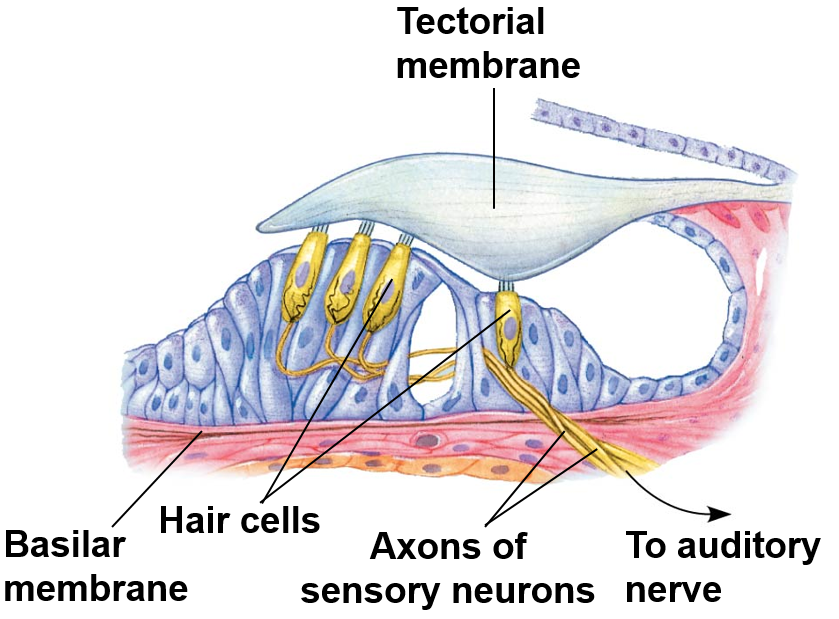 Tectorial
membrane
Hair cells
Basilar
membrane
Axons of
sensory neurons
To auditory
nerve